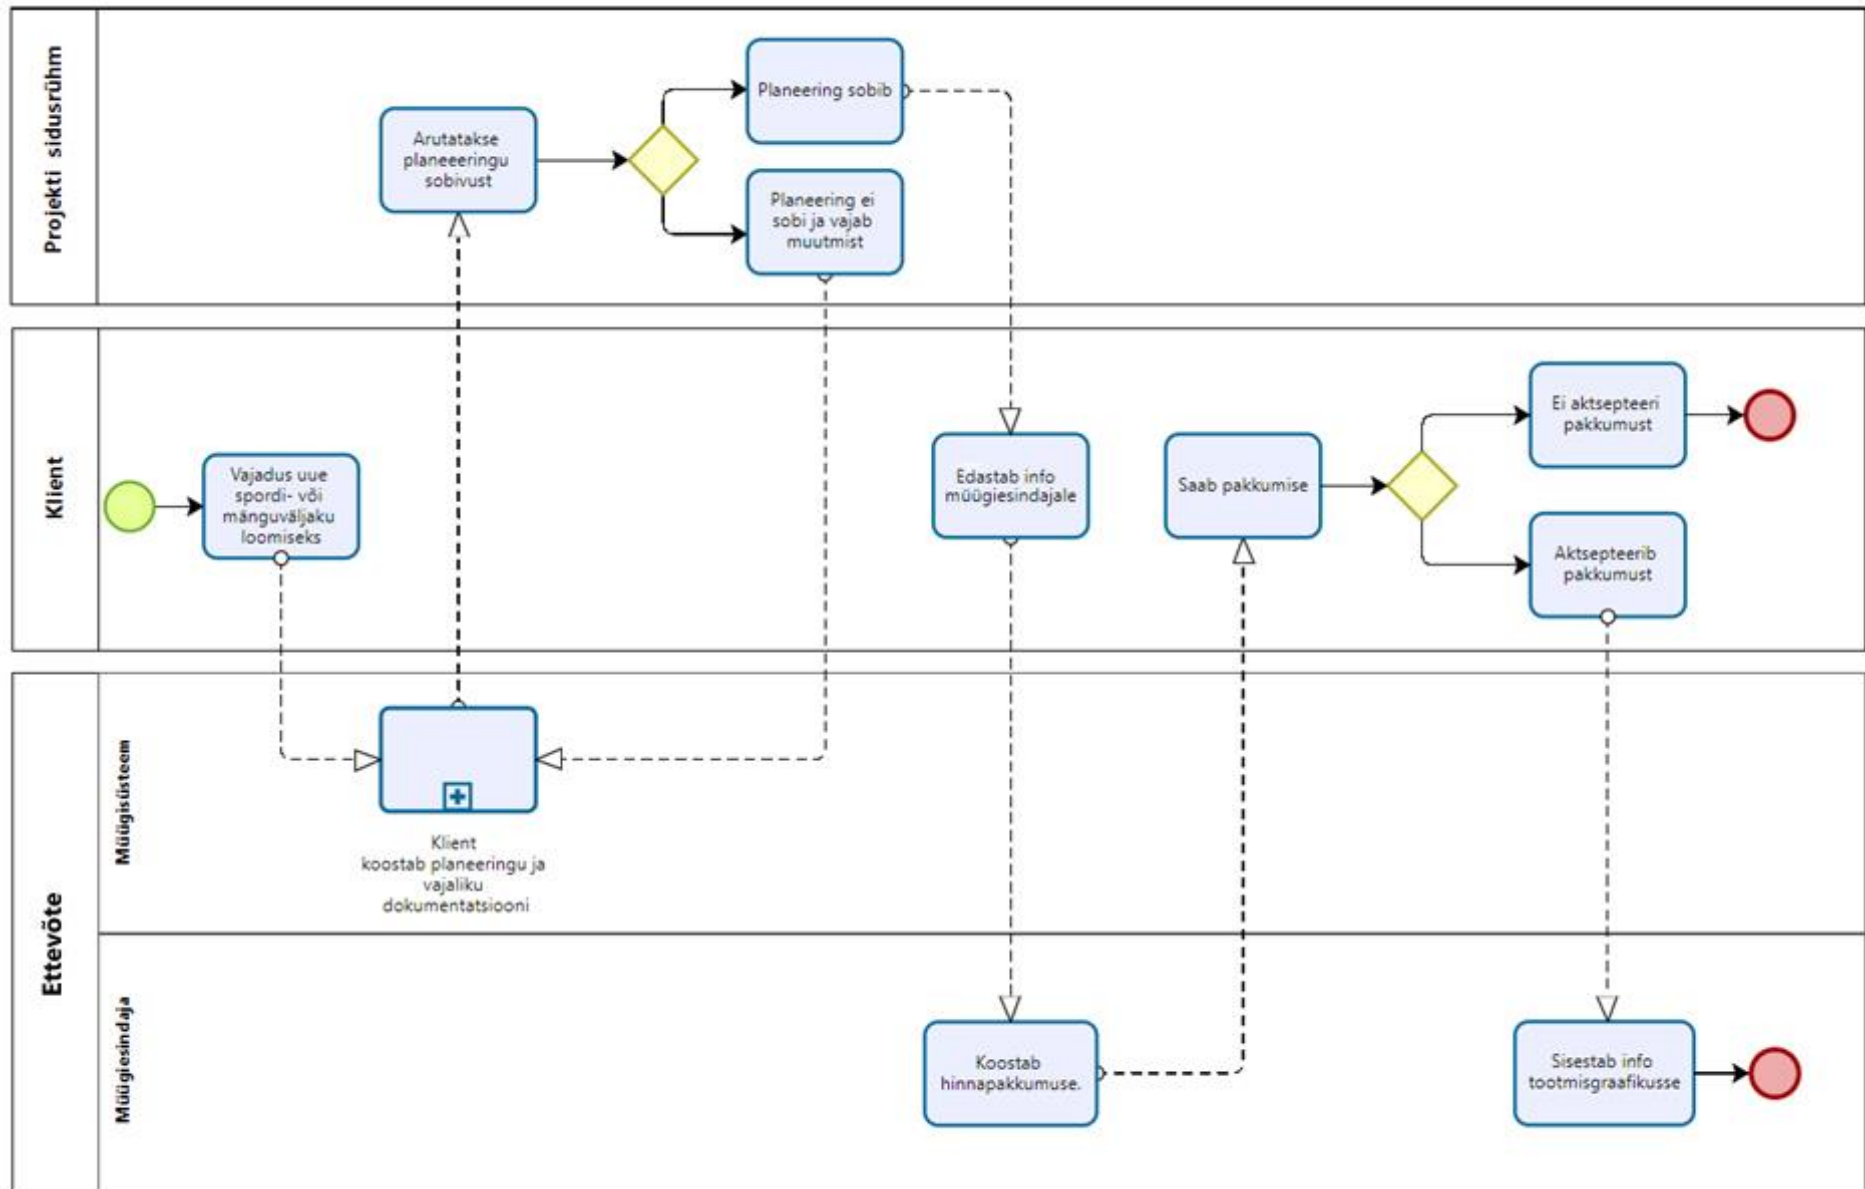 Projekti sidusrühm
Arutatakse
planeeeringu
sobivust
Planeering sobib
Planeering ei
sobi ja vajab
muutmist
Klient
Vajadus uue
spordi- või
mänguväljaku
loomiseks
Edastab info
müügiesindajale
Saab pakkumise
Ei aktsepteeri
pakkumust
Aktsepteerib
pakkumust
Ettevõte
Müügisüsteem
Klient
koostab planeeringu ja
vajaliku
dokumentatsiooni
Müügiesindaja
Koostab
hinnapakkumuse.
Sisestab info
tootmisgraafikusse